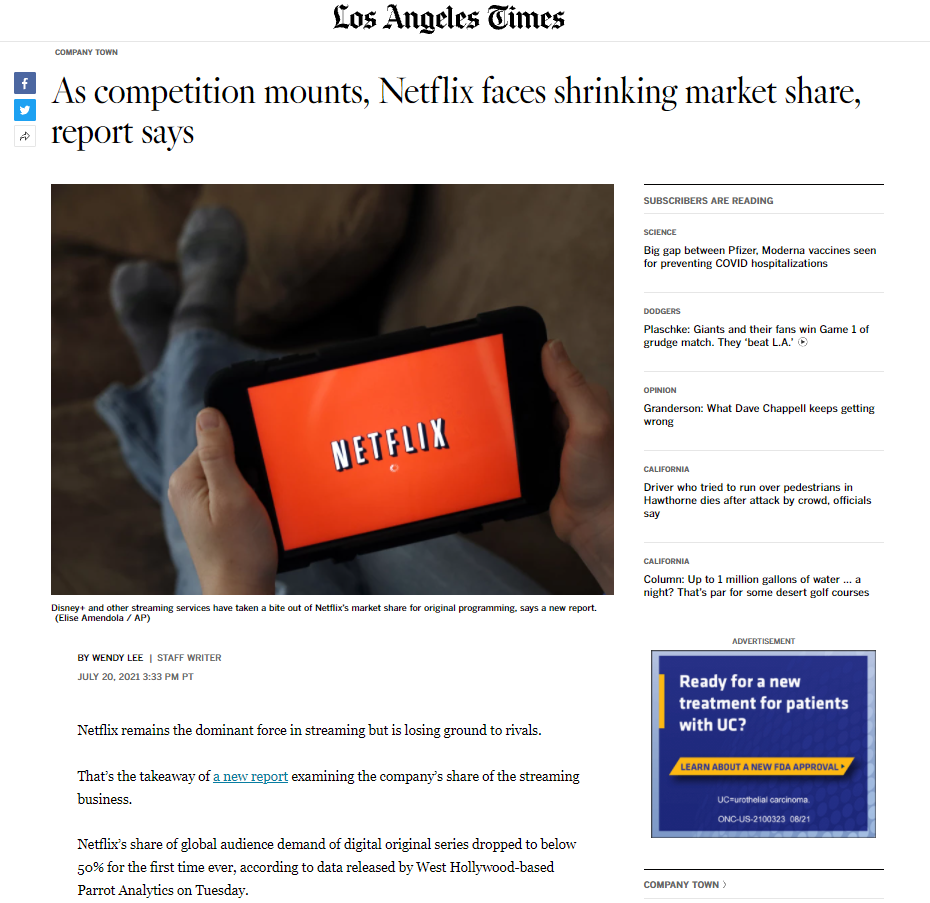 Los Angeles Times
COMPANY TOWN
As competition mounts, Netflix faces shrinking market share,
report says
NETFLIX
Disney+ and other streaming services have taken a bite out of Netflix's market share for original programming, says a new report.
(Elise Amendola / AP)
BY WENDY LEE | STAFF WRITER
JULY 20, 2021 3:33 PM PT
Netflix remains the dominant force in streaming but is losing ground to rivals.
That's the takeaway of a new report examining the company's share of the streaming
business.
Netflix's share of global audience demand of digital original series dropped to below
50% for the first time ever, according to data released by West Hollywood-based
Parrot Analytics on Tuesday.
SUBSCRIBERS ARE READING
SCIENCE
Big gap between Pfizer, Moderna vaccines seen
for preventing COVID hospitalizations
DODGERS
Plaschke: Giants and their fans win Game 1 of
grudge match. They 'beat L.A.'
OPINION
Granderson: What Dave Chappell keeps getting
wrong
CALIFORNIA
Driver who tried to run over pedestrians in
Hawthorne dies after attack by crowd, officials
say
CALIFORNIA
Column: Up to 1 million gallons of water ... a
night? That's par for some desert golf courses
ADVERTISEMENT
Ready for a new
treatment for patients
with UC?
LEARN ABOUT A NEW FDA APPROVAL
UC=urothelial carcinoma.
ONC-US-2100323 08/21
COMPANY TOWN